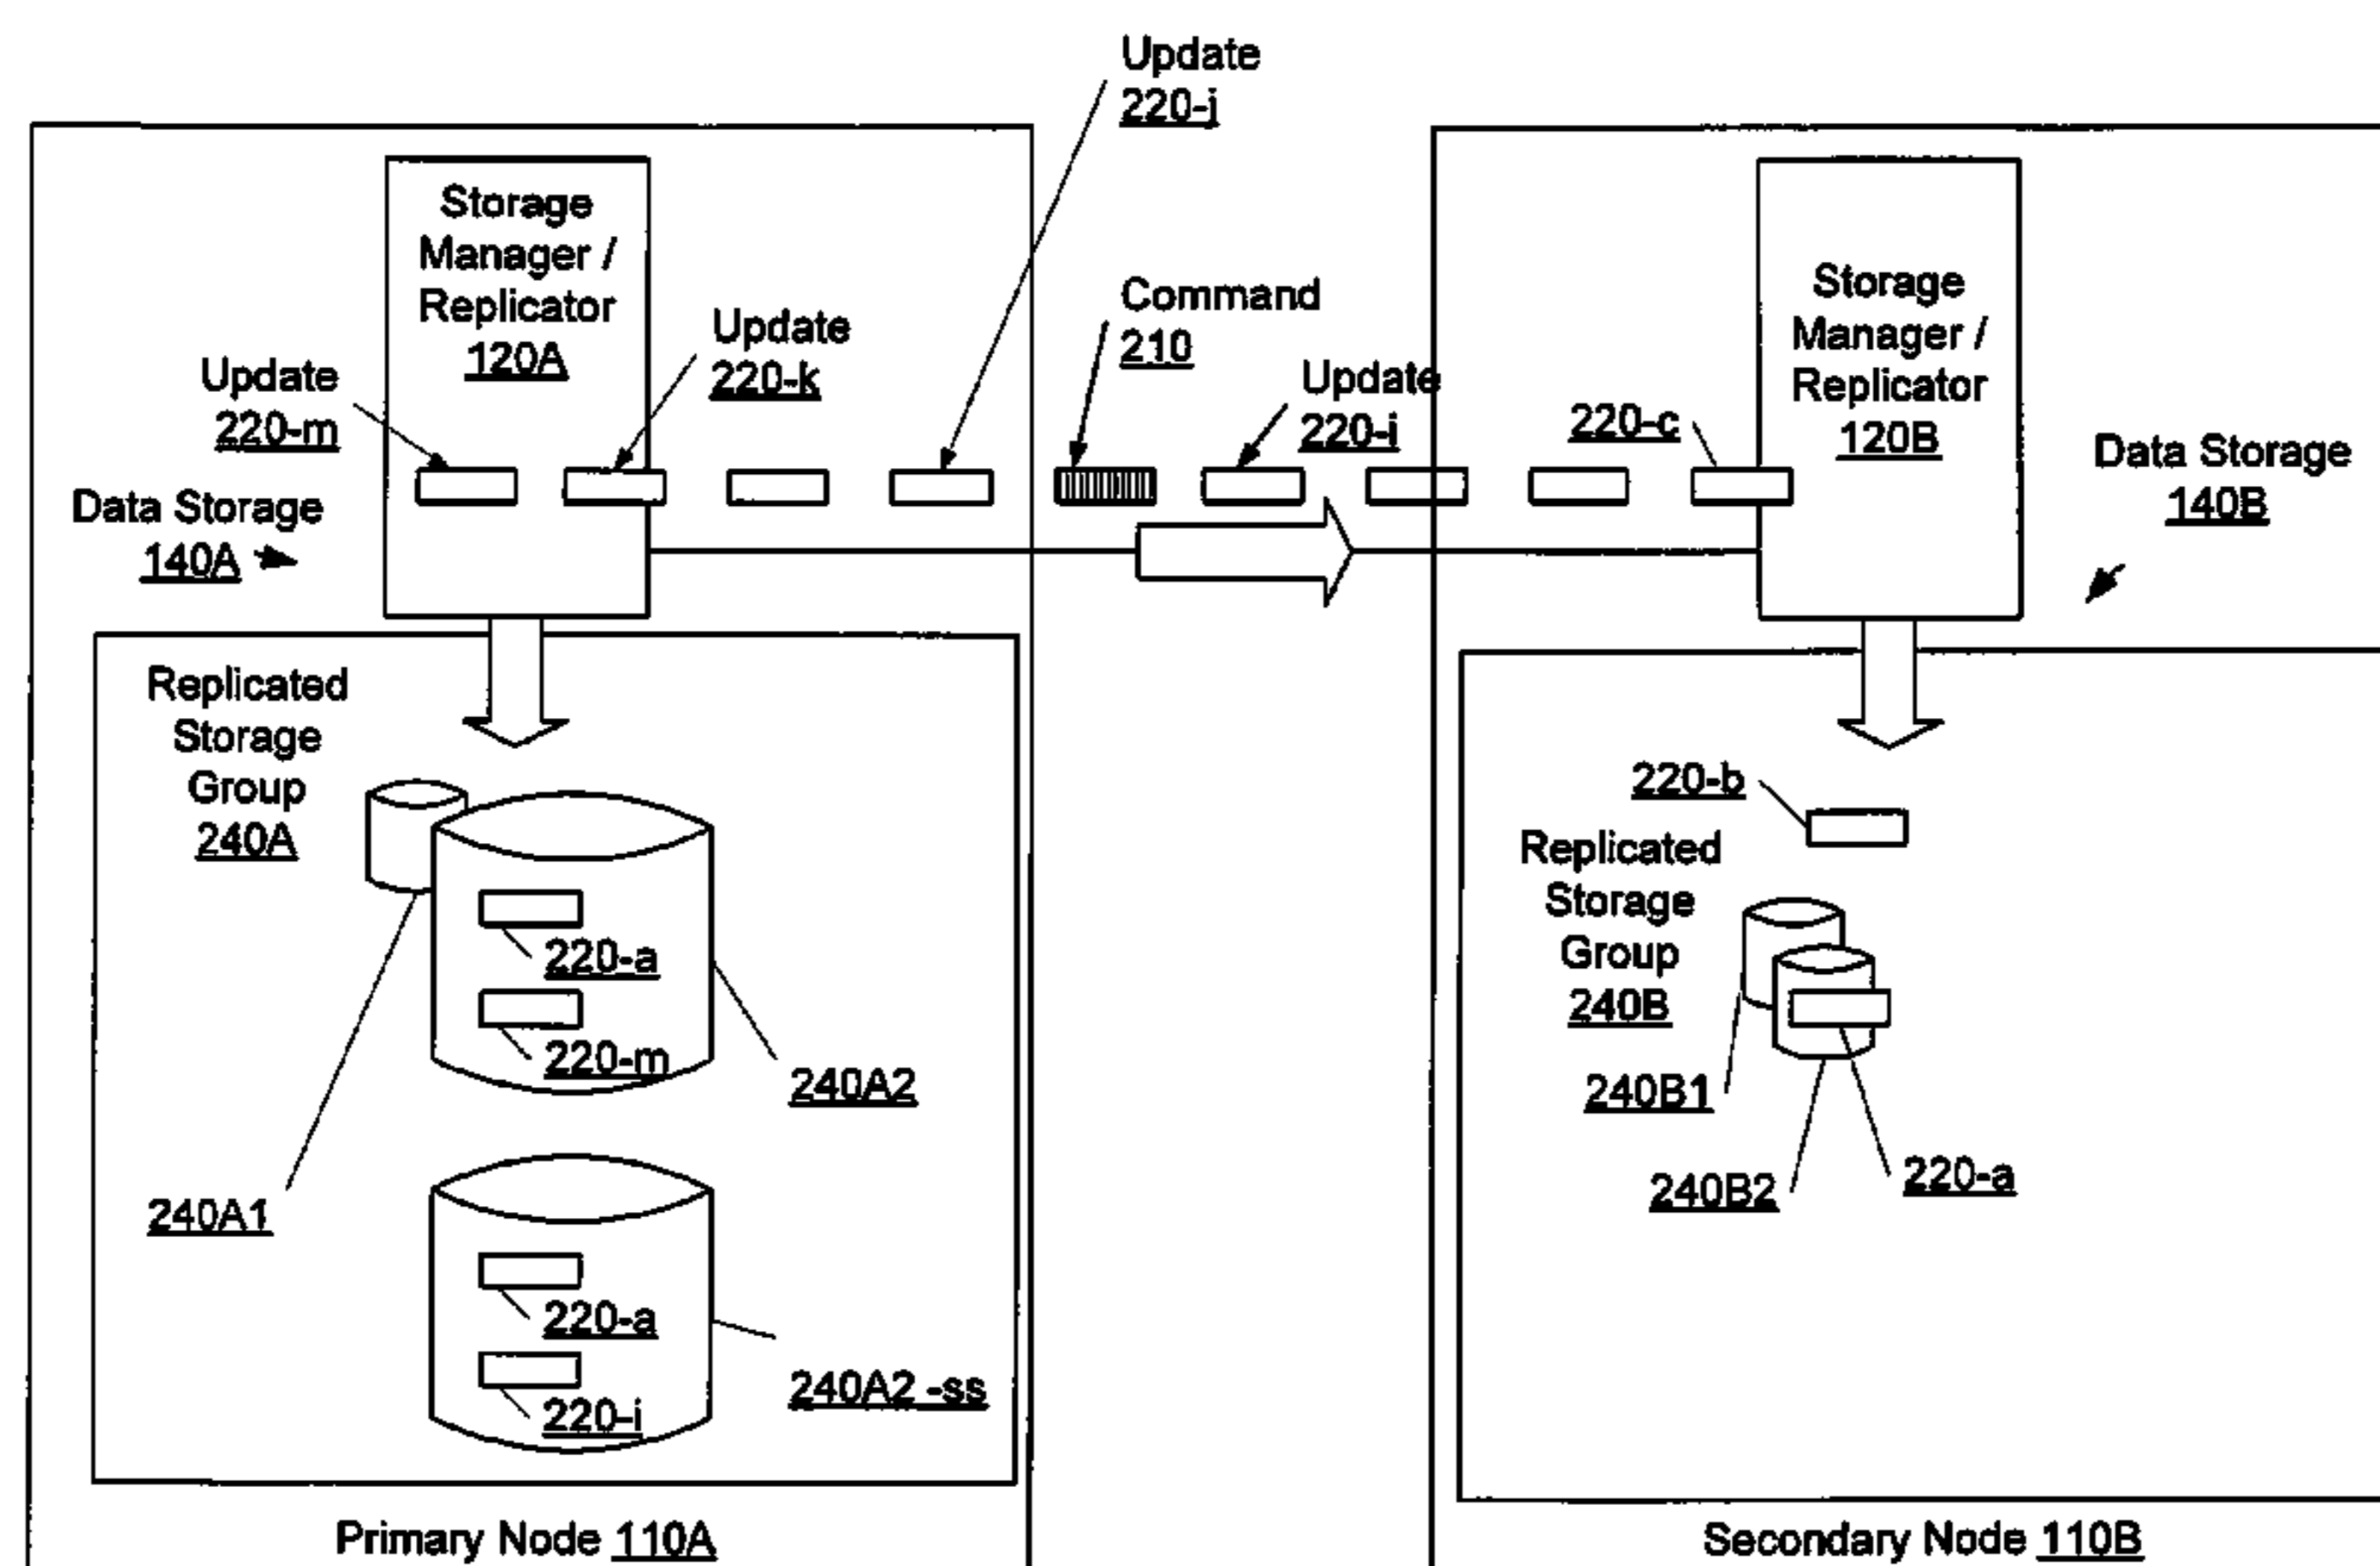 Update
220-j
Storage
Manager /
Replicator
120A
Update
220-k
Update
220-m
Command
210
Update
220-i
220-c
Storage
Manager /
Replicator
120B
Data Storage
140A
Data Storage
140B
Replicated
Storage
Group
240A
220-a
220-m
240A2
240A1
220-a
220-i
240A2 -ss
Primary Node 110A
220-b
Replicated
Storage
Group
240B
240B1
240B2
220-a
Secondary Node 110B